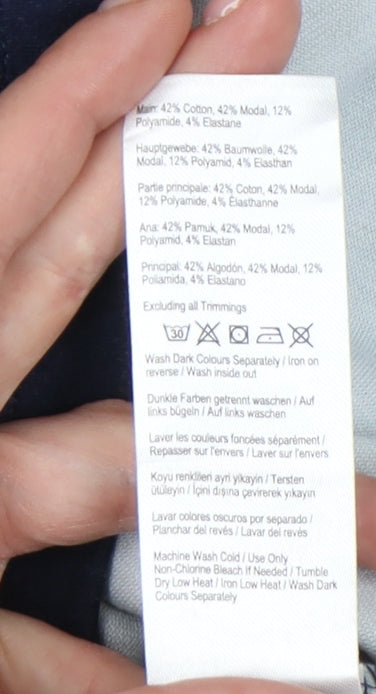 Main: 42% Cotton, 42% Modal, 12%
Polyamide, 4% Elastane
Hauptgewebe: 42% Baumwolle, 42%
Modal, 12% Polyamid, 4% Elasthan
Partie principale: 42% Coton, 42% Modal,
12% Polyamide, 4% Élasthanne
Ana: 42% Pamuk, 42% Modal, 12%
Polyamid, 4% Elastan
Principal: 42% Algodón, 42% Modal, 12%
Poliamida, 4% Elastano
Excluding all Trimmings
30
Wash Dark Colours Separately / Iron on
reverse / Wash inside out
Dunkle Farben getrennt waschen / Auf
links bügeln / Auf links waschen
Laver les couleurs foncées séparément /
Repasser sur l'envers / Laver sur l'envers
Koyu renklileri ayri yikayin / Tersten
ütüleyin / İçini dışına çevirerek yıkayın
Lavar colores oscuros por separado /
Planchar del revés / Lavar del revés
Machine Wash Cold / Use Only
Non-Chlorine Bleach If Needed / Tumble
Dry Low Heat / Iron Low Heat / Wash Dark
Colours Separately